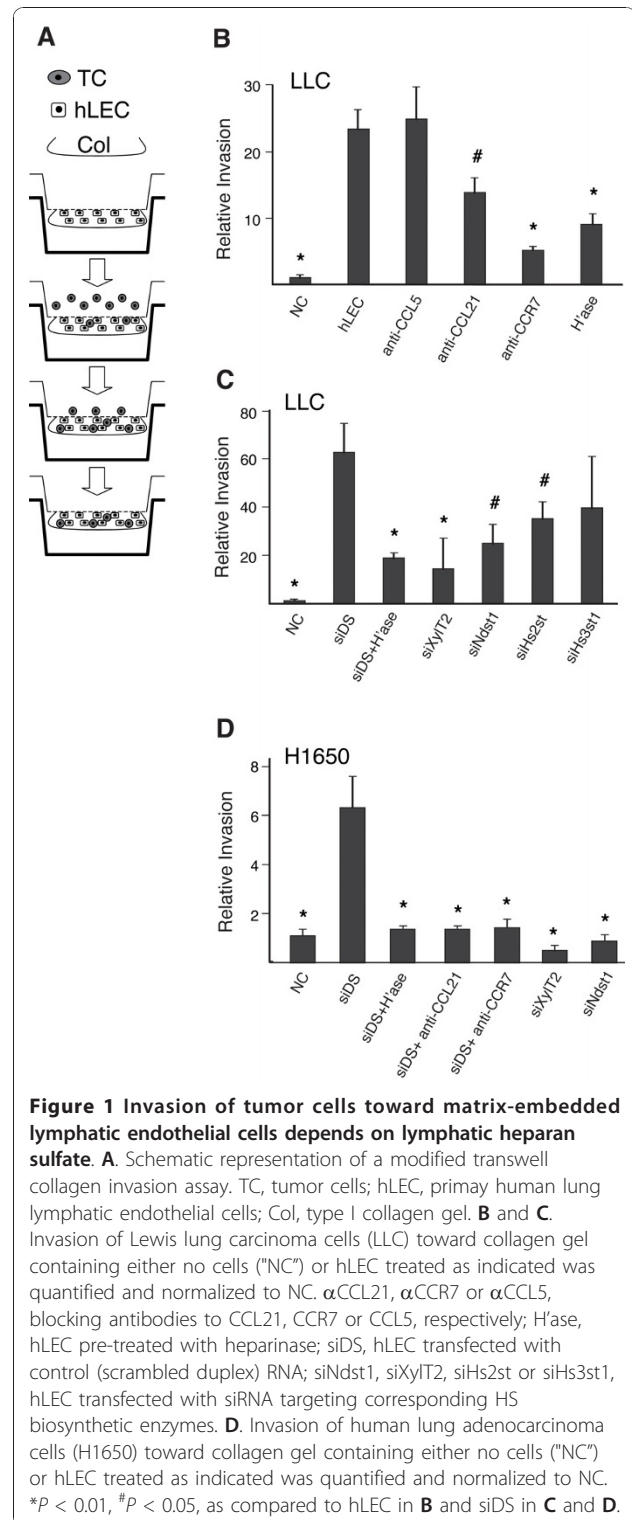 A
TC
hLEC
Col
B
LLC
Relative Invasion
30
20
10
*
#
*
*
NC
hLEC
anti-CCL5
anti-CCL21
anti-CCR7
H'ase
C
LLC
Relative Invasion
80
60
40
20
*
*
*
#
#
NC
siDS
siDS+H'ase
siXylT2
siNdst1
siHs2st
siHs3st1
D
H1650
Relative Invasion
8
6
4
2
*
*
*
*
*
*
NC
siDS
siDS+H'ase
siDS+ anti-CCL21
siDS+ anti-CCR7
siXylT2
siNdst1
Figure 1 Invasion of tumor cells toward matrix-embedded
lymphatic endothelial cells depends on lymphatic heparan
sulfate. A. Schematic representation of a modified transwell
collagen invasion assay. TC, tumor cells; hLEC, primay human lung
lymphatic endothelial cells; Col, type I collagen gel. B and C.
Invasion of Lewis lung carcinoma cells (LLC) toward collagen gel
containing either no cells ("NC") or hLEC treated as indicated was
quantified and normalized to NC. αCCL21, αCCR7 or αCCL5,
blocking antibodies to CCL21, CCR7 or CCL5, respectively; H'ase,
hLEC pre-treated with heparinase; siDS, hLEC transfected with
control (scrambled duplex) RNA; siNdst1, siXylT2, siHs2st or siHs3st1,
hLEC transfected with siRNA targeting corresponding HS
biosynthetic enzymes. D. Invasion of human lung adenocarcinoma
cells (H1650) toward collagen gel containing either no cells ("NC")
or hLEC treated as indicated was quantified and normalized to NC.
*P < 0.01, #P < 0.05, as compared to hLEC in B and siDS in C and D.